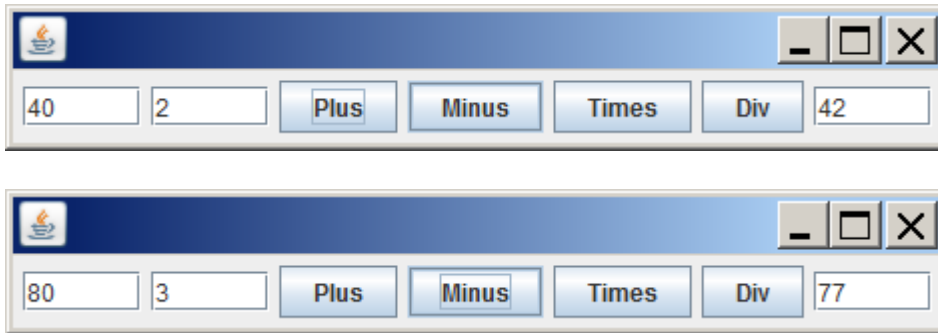 40 2 Plus Minus Times Div 42
80 3 Plus Minus Times Div 77